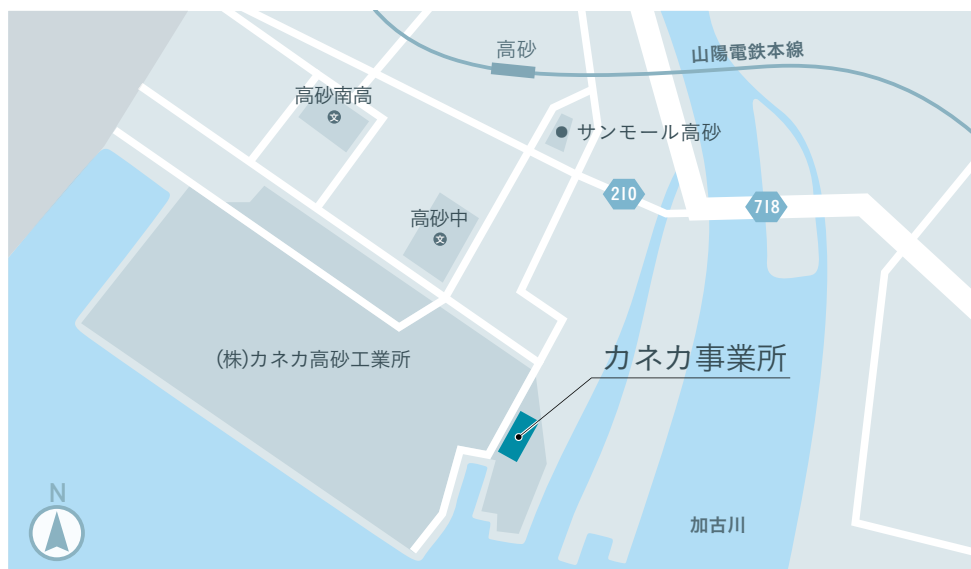 高砂
山陽電鉄本線
高砂南高
文
サンモール高砂
210
718
高砂中
文
カネカ事業所
(株)カネカ高砂工業所
N
加古川